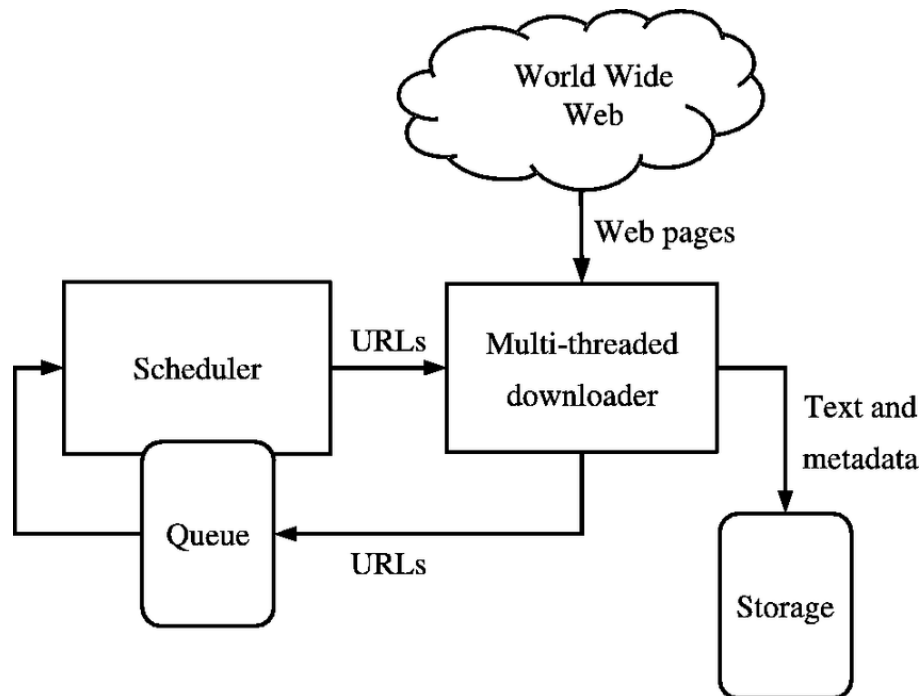 World Wide
Web
Web pages
URLs
Scheduler
Multi-threaded
downloader
Text and
metadata
Queue
URLs
Storage